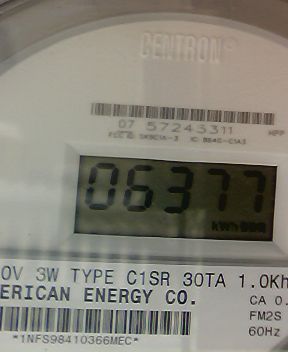 CENTRON®
07 57243311 HPP
06377
kWh
0V 3W TYPE C1SR 30TA 1.0Kh
ERICAN ENERGY CO. CA 0.
FM2S
60Hz
*1NFS98410366MEC*